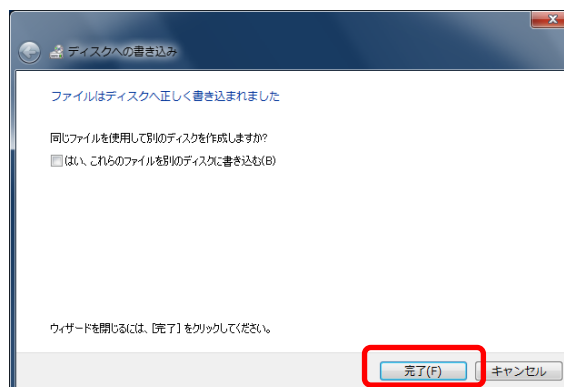 ディスクへの書き込み
ファイルはディスクへ正しく書き込まれました
同じファイルを使用して別のディスクを作成しますか?
はい、これらのファイルを別のディスクに書き込む(B)
ウィザードを閉じるには、[完了] をクリックしてください。
完了(F) キャンセル